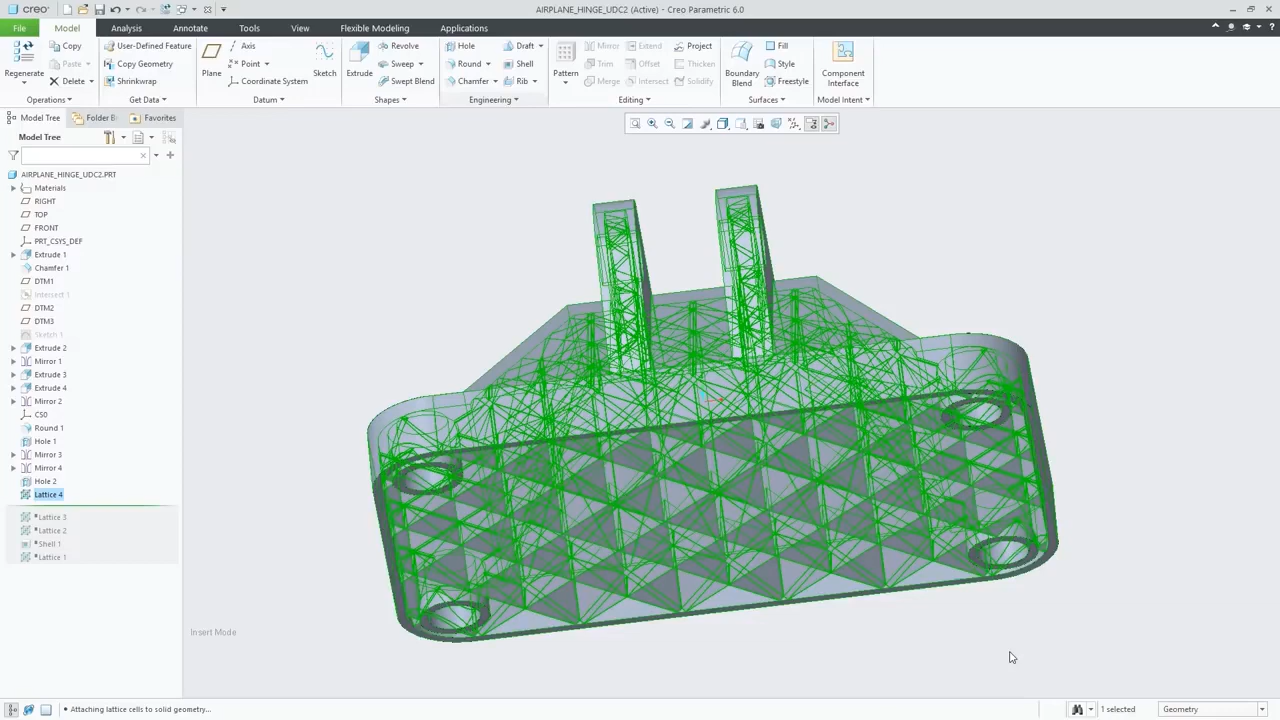 creo
AIRPLANE_HINGE_UDC2 (Active) - Creo Parametric 6.0
File Model Analysis Annotate Tools View Flexible Modeling Applications
Regenerate
Copy
Paste
Delete
Operations
User-Defined Feature
Copy Geometry
Shrinkwrap
Get Data
Plane
Axis
Point
Coordinate System
Sketch
Datum
Extrude
Revolve
Sweep
Swept Blend
Shapes
Hole
Round
Chamfer
Draft
Shell
Rib
Engineering
Pattern
Mirror
Trim
Merge
Extend
Offset
Intersect
Project
Thicken
Solidify
Editing
Boundary
Blend
Fill
Style
Freestyle
Surfaces
Component
Interface
Model Intent
Model Tree Folder B Favorites
Model Tree
AIRPLANE_HINGE_UDC2.PRT
Materials
RIGHT
TOP
FRONT
PRT_CSYS_DEF
Extrude 1
Chamfer 1
DTM1
Intersect 1
DTM2
DTM3
Sketch 1
Extrude 2
Mirror 1
Extrude 3
Extrude 4
Mirror 2
CS0
Round 1
Hole 1
Mirror 3
Mirror 4
Hole 2
Lattice 4
*Lattice 3
*Lattice 2
*Shell 1
*Lattice 1
Insert Mode
• Attaching lattice cells to solid geometry...
1 selected
Geometry